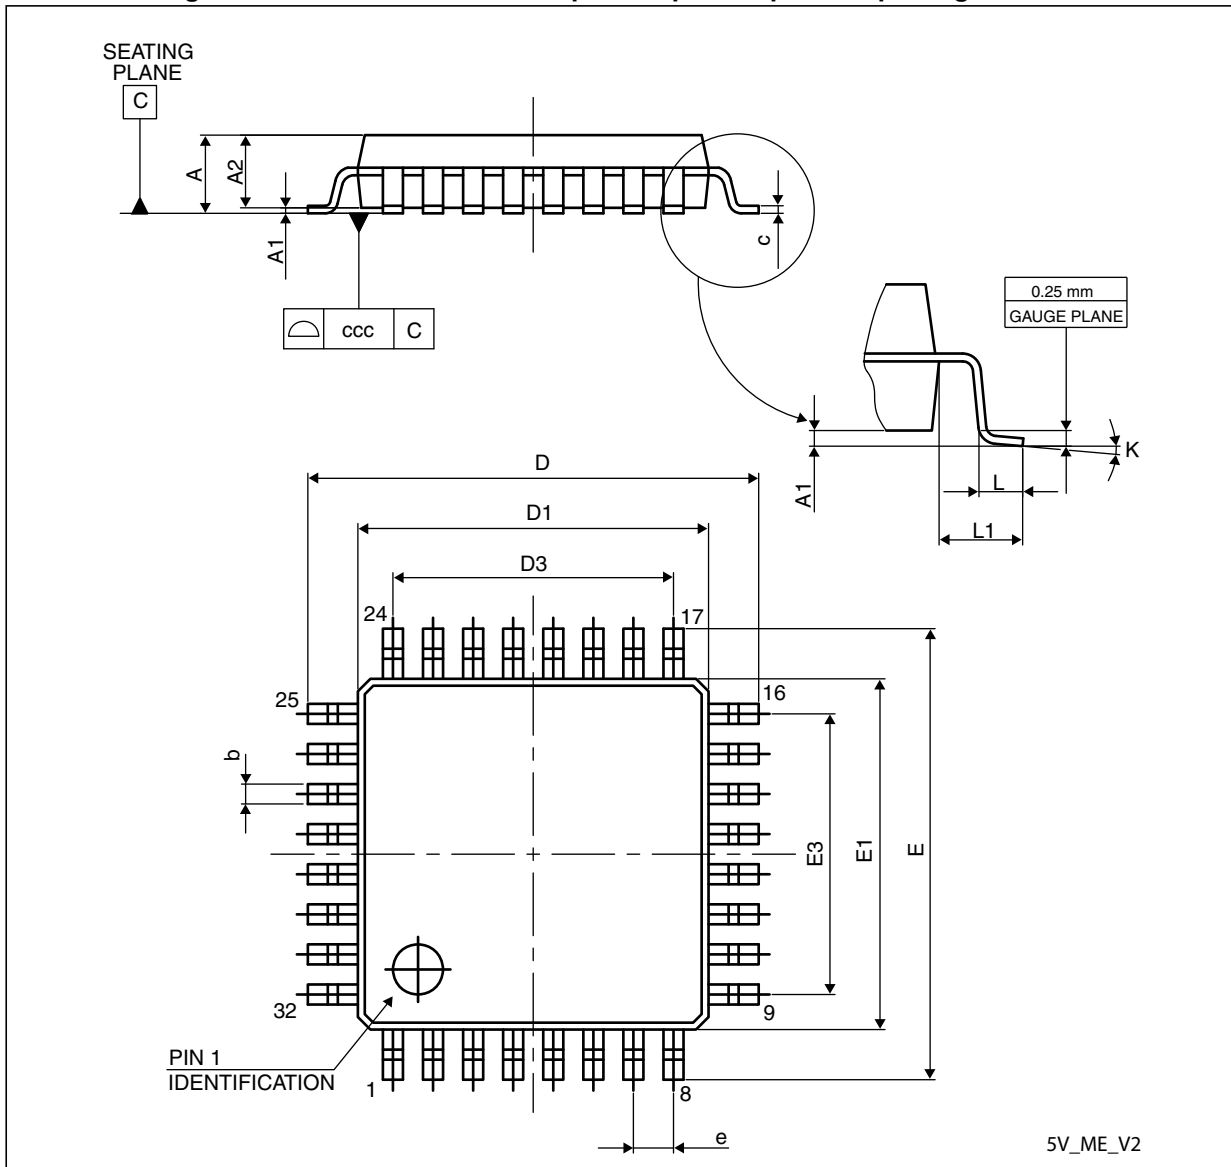 SEATING
PLANE
C
A
A2
A1
c
ccc
C
0.25 mm
GAUGE PLANE
K
A1
L
L1
D
D1
D3
24
17
25
16
b
E3
E1
E
32
9
PIN 1
IDENTIFICATION
1
8
e
5V_ME_V2